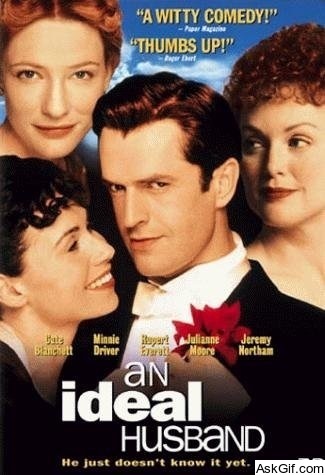 "A WITTY COMEDY!"
— Paper Magazine
"THUMBS UP!"
— Roger Ebert
Cate Blanchett
Minnie Driver
Rupert Everett
Julianne Moore
Jeremy Northam
AN
ideal
HUSBAND
He just doesn't know it yet.
AskGif.com